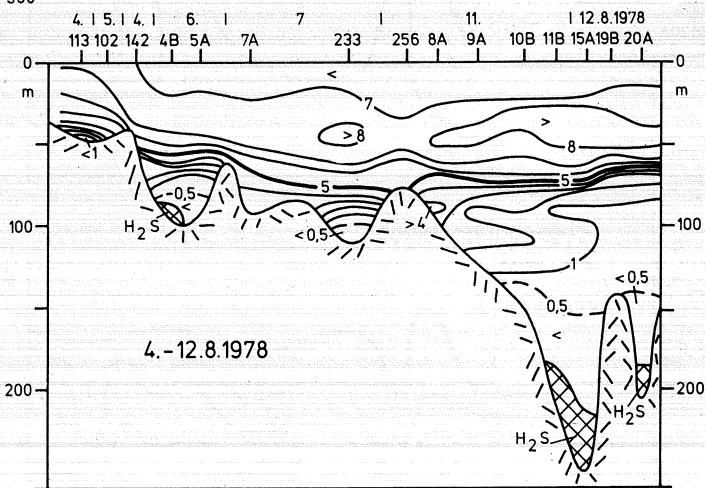 4. | 5. | 4. | 6. | 7 | 11. | 12.8.1978
113 102 142 4B 5A 7A 233 256 8A 9A 10B 11B 15A 19B 20A
0 0
m < 7 m
>8 > 8
<1 5 5
0,5
<
100 H₂S <0,5 >4 100
1
<0,5
0,5
4.-12.8.1978 <
200 200
H₂S
H₂S